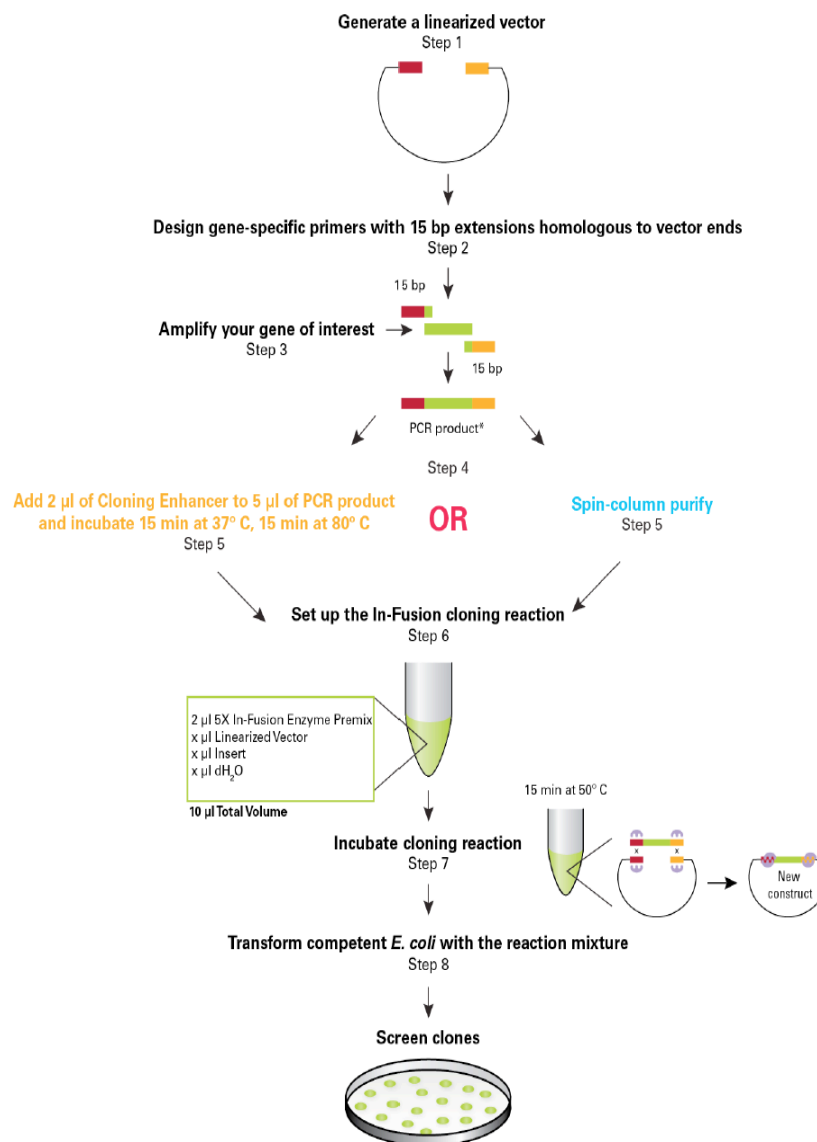 Generate a linearized vector
Step 1
Design gene-specific primers with 15 bp extensions homologous to vector ends
Step 2
15 bp
Amplify your gene of interest
Step 3
15 bp
PCR product*
Step 4
Add 2 µl of Cloning Enhancer to 5 µl of PCR product
and incubate 15 min at 37º C, 15 min at 80º C
Step 5
OR
Spin-column purify
Step 5
Set up the In-Fusion cloning reaction
Step 6
2 µl 5X In-Fusion Enzyme Premix
x µl Linearized Vector
x µl Insert
x µl dH₂O
10 µl Total Volume
15 min at 50º C
Incubate cloning reaction
Step 7
x x
New
construct
Transform competent E. coli with the reaction mixture
Step 8
Screen clones